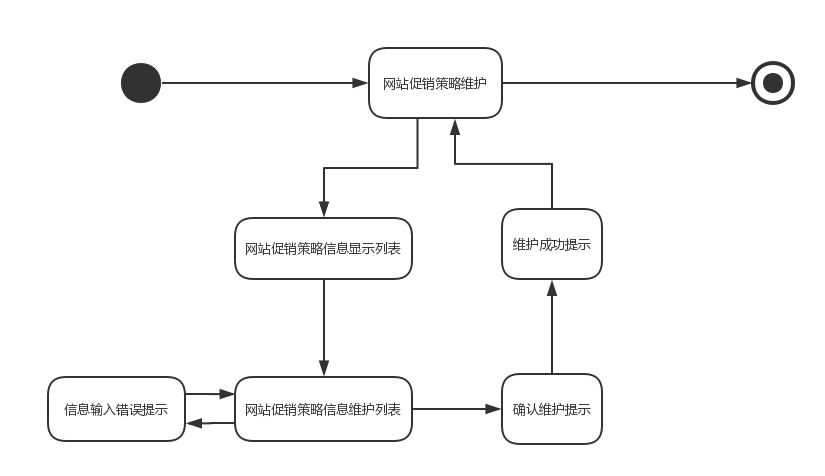 网站促销策略维护
网站促销策略信息显示列表
维护成功提示
信息输入错误提示
网站促销策略信息维护列表
确认维护提示